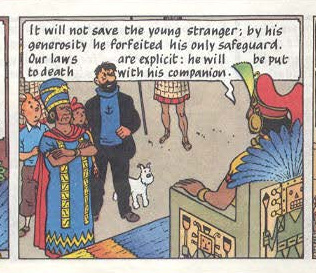 It will not save the young stranger; by his
generosity he forfeited his only safeguard.
Our laws are explicit: he will be put
to death with his companion.